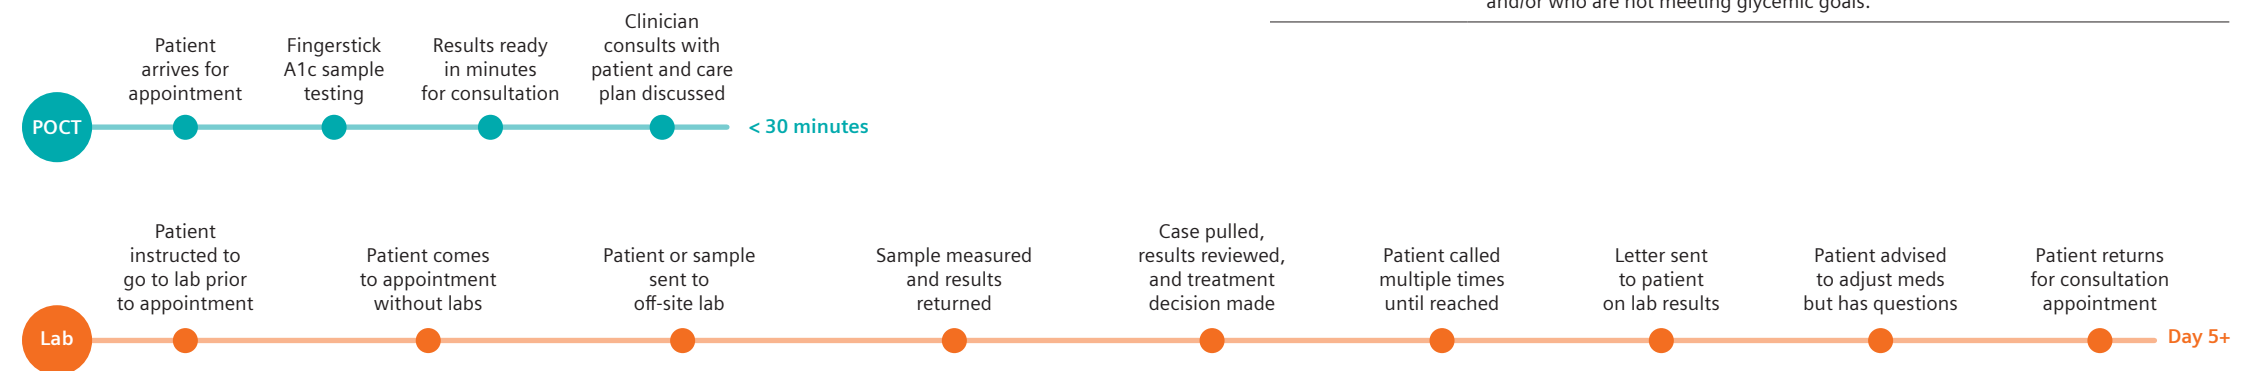 and/or who are not meeting glycemic goals.
Patient
arrives for
appointment
Fingerstick
A1c sample
testing
Results ready
in minutes
for consultation
Clinician
consults with
patient and care
plan discussed
POCT
< 30 minutes
Patient
instructed to
go to lab prior
to appointment
Patient comes
to appointment
without labs
Patient or sample
sent to
off-site lab
Sample measured
and results
returned
Case pulled,
results reviewed,
and treatment
decision made
Patient called
multiple times
until reached
Letter sent
to patient
on lab results
Patient advised
to adjust meds
but has questions
Patient returns
for consultation
appointment
Lab
Day 5+